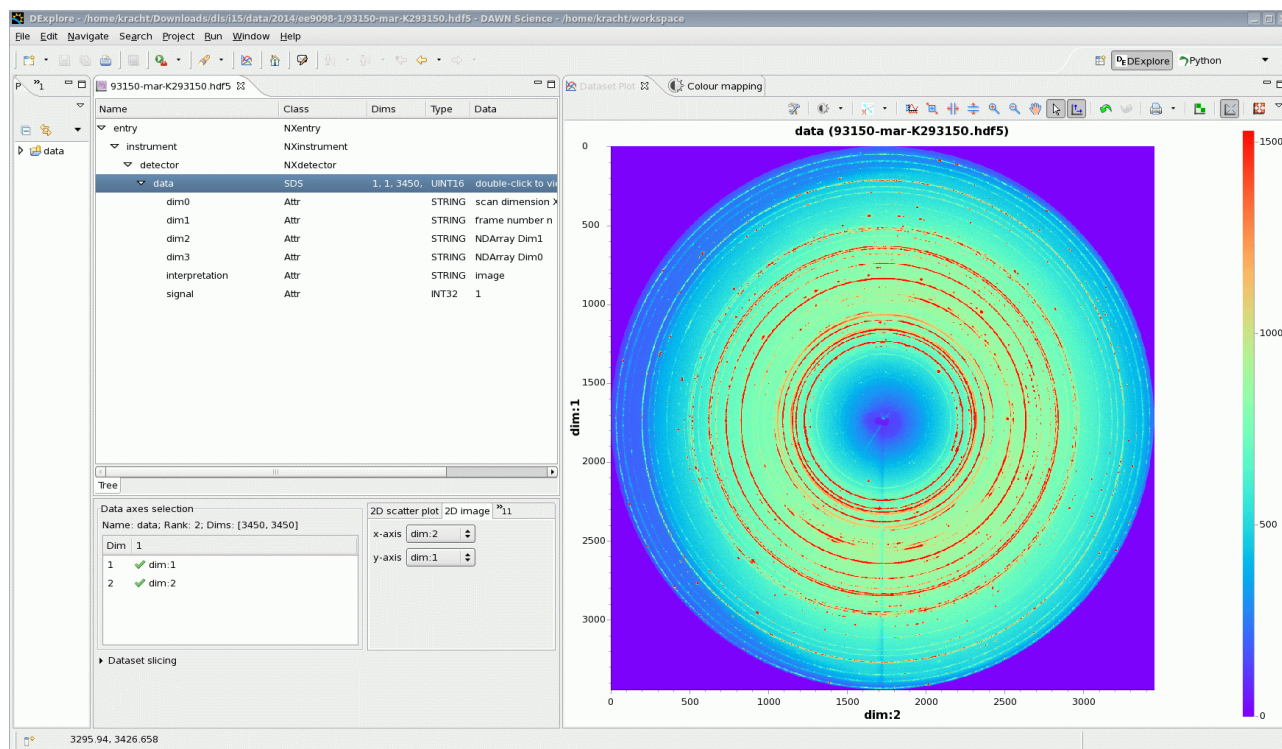 DExplore - /home/kracht/Downloads/dls/i15/data/2014/ee9098-1/93150-mar-K293150.hdf5 - DAWN Science - /home/kracht/workspace
File Edit Navigate Search Project Run Window Help
DExplore Python
P »1
93150-mar-K293150.hdf5
Dataset Plot Colour mapping
data
Name Class Dims Type Data
entry NXentry
instrument NXinstrument
detector NXdetector
data SDS 1, 1, 3450, UINT16 double-click to vie
dim0 Attr STRING scan dimension X
dim1 Attr STRING frame number n
dim2 Attr STRING NDArray Dim1
dim3 Attr STRING NDArray Dim0
interpretation Attr STRING image
signal Attr INT32 1
Tree
Data axes selection
Name: data; Rank: 2; Dims: [3450, 3450]
Dim 1
1 dim:1
2 dim:2
Dataset slicing
2D scatter plot 2D image »11
x-axis dim:2
y-axis dim:1
data (93150-mar-K293150.hdf5)
0
500
1000
1500
2000
2500
3000
dim:1
0 500 1000 1500 2000 2500 3000
dim:2
1500
1000
500
0
3295.94, 3426.658